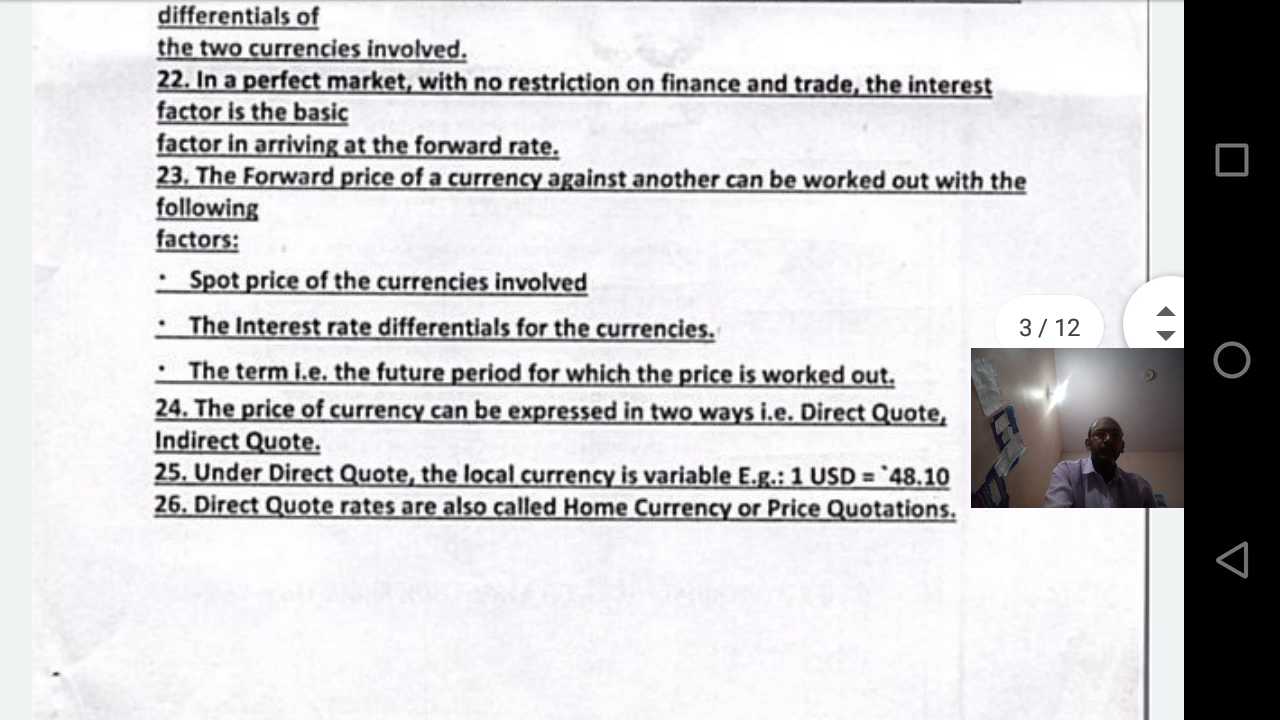 differentials of
the two currencies involved.
22. In a perfect market, with no restriction on finance and trade, the interest
factor is the basic
factor in arriving at the forward rate.
23. The Forward price of a currency against another can be worked out with the
following
factors:
· Spot price of the currencies involved
· The Interest rate differentials for the currencies.
· The term i.e. the future period for which the price is worked out.
24. The price of currency can be expressed in two ways i.e. Direct Quote,
Indirect Quote.
25. Under Direct Quote, the local currency is variable E.g.: 1 USD = `48.10
26. Direct Quote rates are also called Home Currency or Price Quotations.
3 / 12